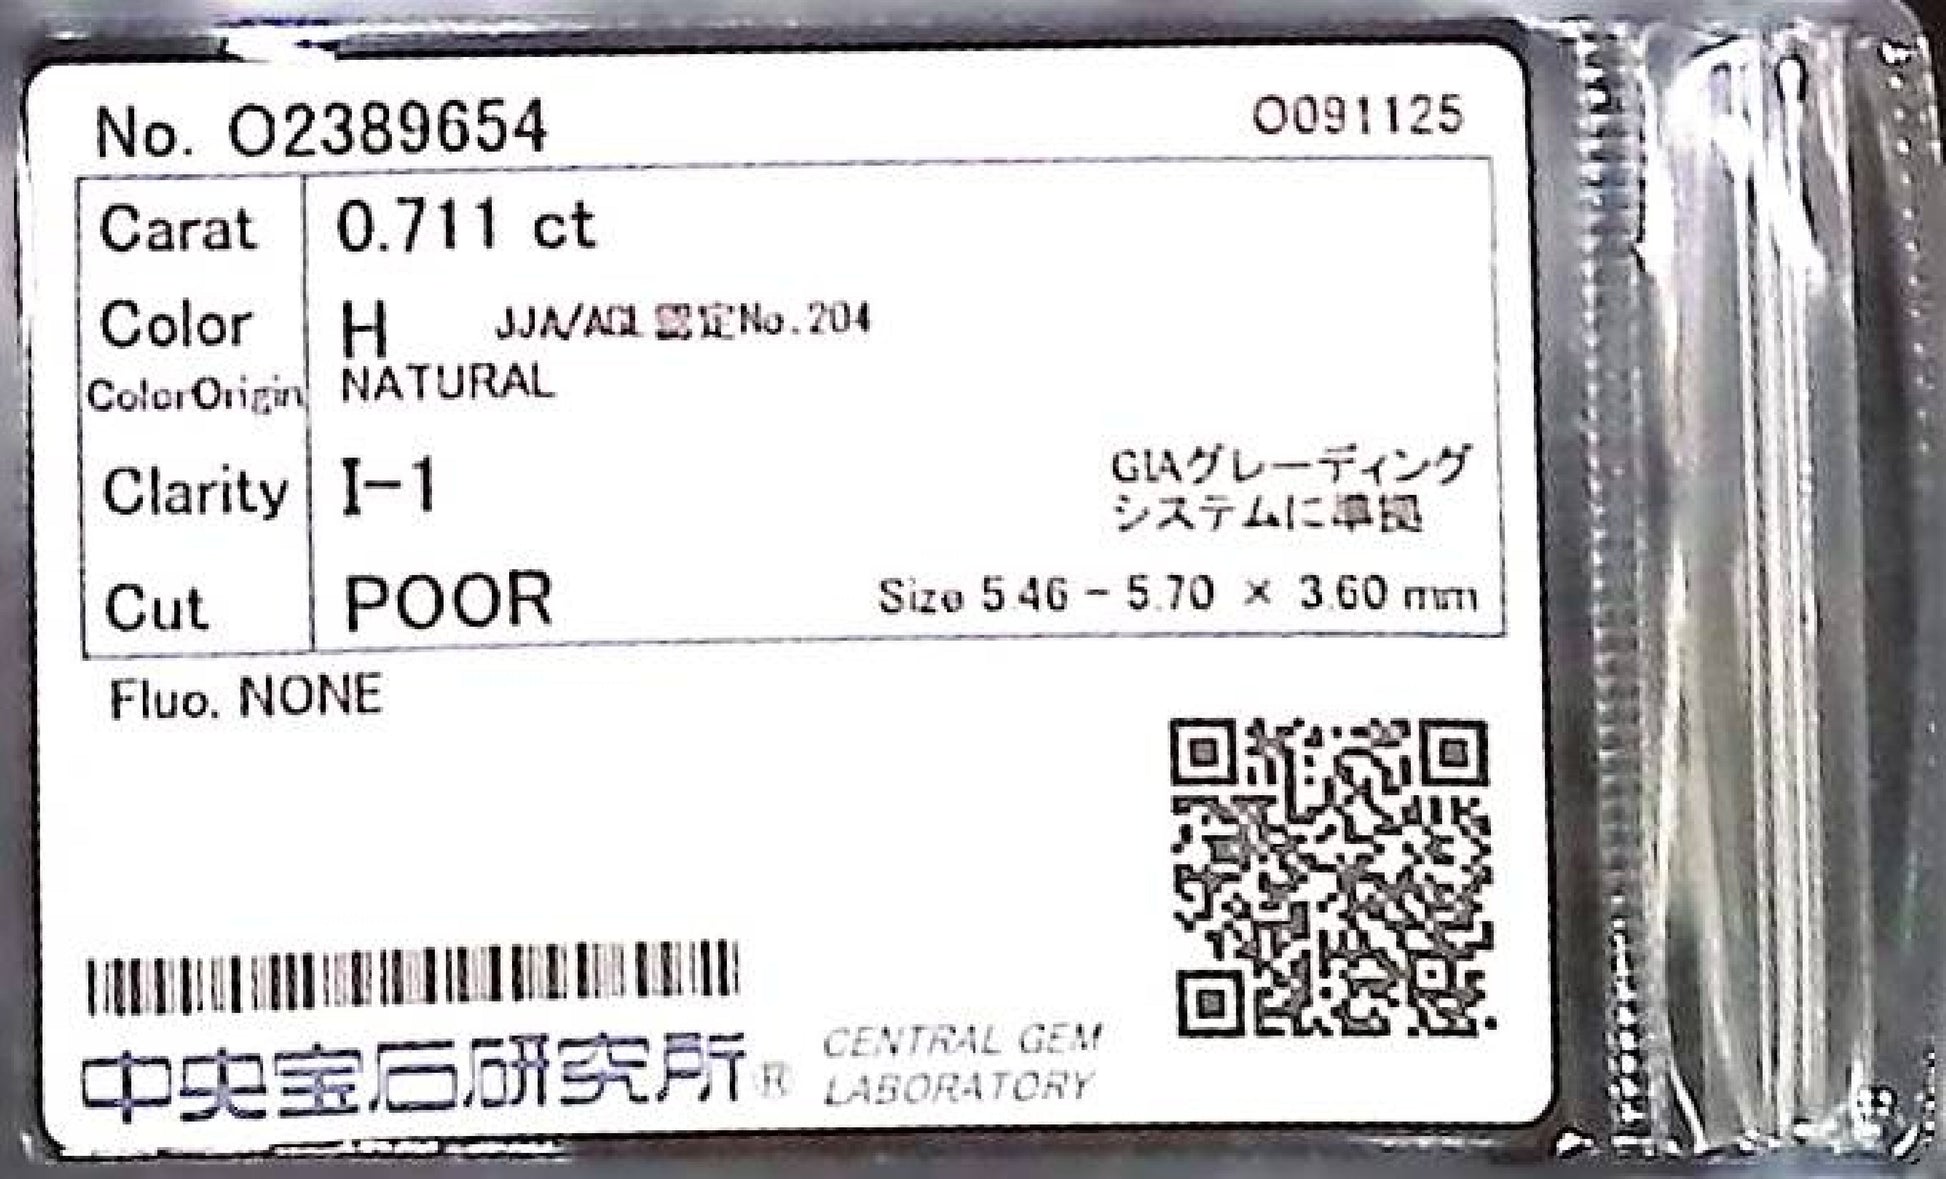 No. O2389654
O091125
Carat 0.711 ct
Color H JJA/AGL 認定No.204
ColorOrigin NATURAL
Clarity I-1
GIAグレーディング
システムに準拠
Cut POOR Size 5.46 - 5.70 × 3.60 mm
Fluo. NONE
中央宝石研究所® CENTRAL GEM
LABORATORY